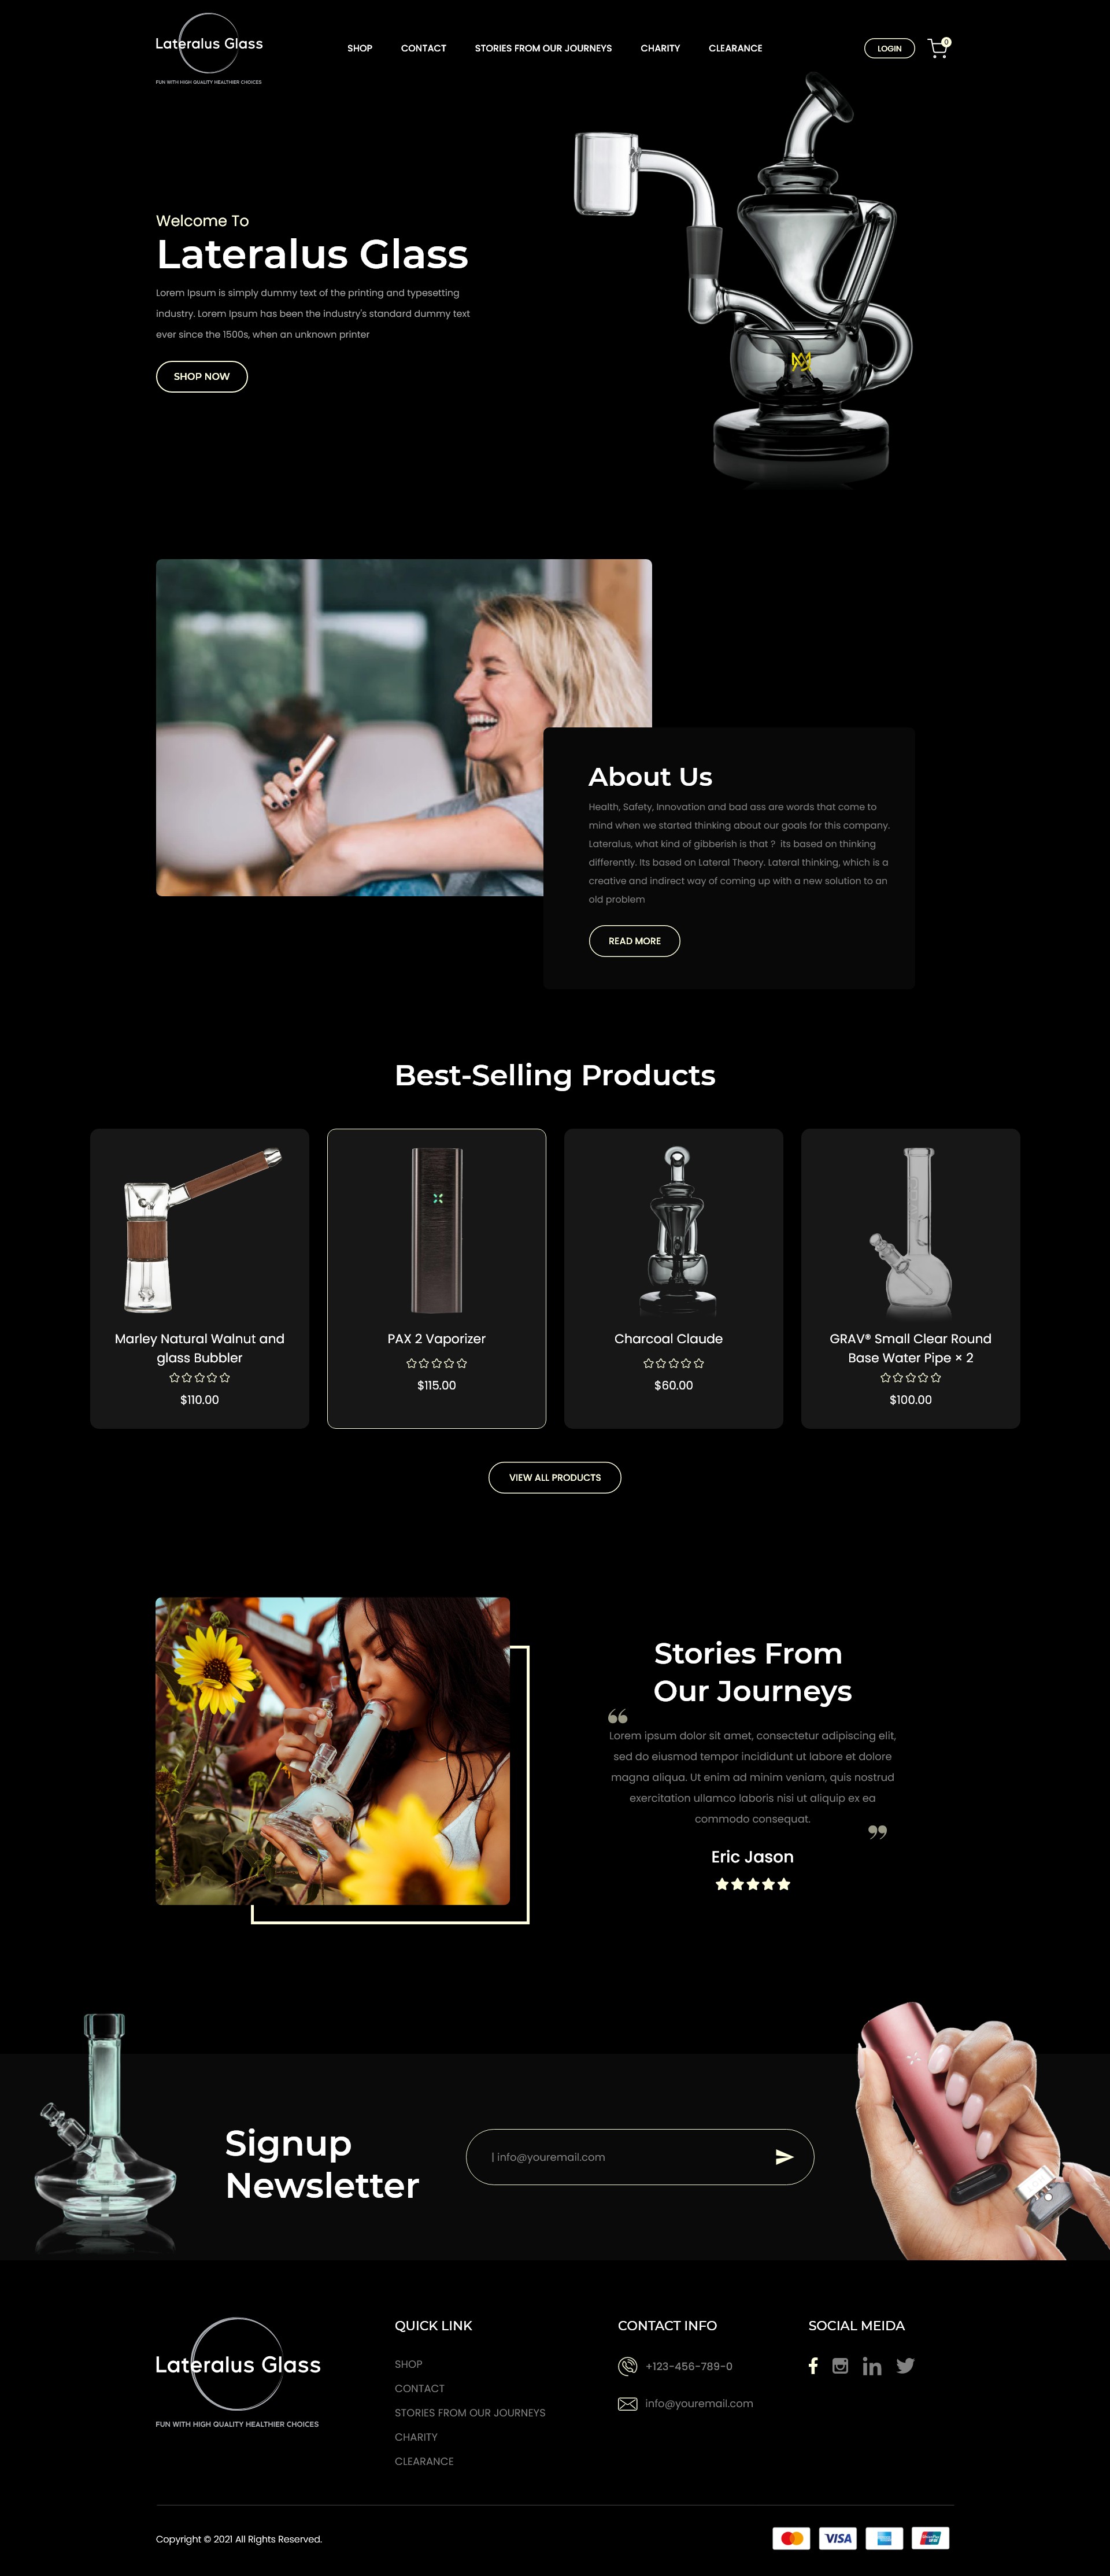 Lateralus Glass
FUN WITH HIGH QUALITY HEALTHIER CHOICES
SHOP
CONTACT
STORIES FROM OUR JOURNEYS
CHARITY
CLEARANCE
LOGIN
0
Welcome To
Lateralus Glass
Lorem Ipsum is simply dummy text of the printing and typesetting
industry. Lorem Ipsum has been the industry's standard dummy text
ever since the 1500s, when an unknown printer
SHOP NOW
About Us
Health, Safety, Innovation and bad ass are words that come to
mind when we started thinking about our goals for this company.
Lateralus, what kind of gibberish is that ? its based on thinking
differently. Its based on Lateral Theory. Lateral thinking, which is a
creative and indirect way of coming up with a new solution to an
old problem
READ MORE
Best-Selling Products
Marley Natural Walnut and
glass Bubbler
$110.00
PAX 2 Vaporizer
$115.00
Charcoal Claude
$60.00
GRAV® Small Clear Round
Base Water Pipe × 2
$100.00
VIEW ALL PRODUCTS
Stories From
Our Journeys
“
Lorem ipsum dolor sit amet, consectetur adipiscing elit,
sed do eiusmod tempor incididunt ut labore et dolore
magna aliqua. Ut enim ad minim veniam, quis nostrud
exercitation ullamco laboris nisi ut aliquip ex ea
commodo consequat.
”
Eric Jason
Signup
Newsletter
| info@youremail.com
Lateralus Glass
FUN WITH HIGH QUALITY HEALTHIER CHOICES
QUICK LINK
SHOP
CONTACT
STORIES FROM OUR JOURNEYS
CHARITY
CLEARANCE
CONTACT INFO
+123-456-789-0
info@youremail.com
SOCIAL MEIDA
Copyright © 2021 All Rights Reserved.
VISA